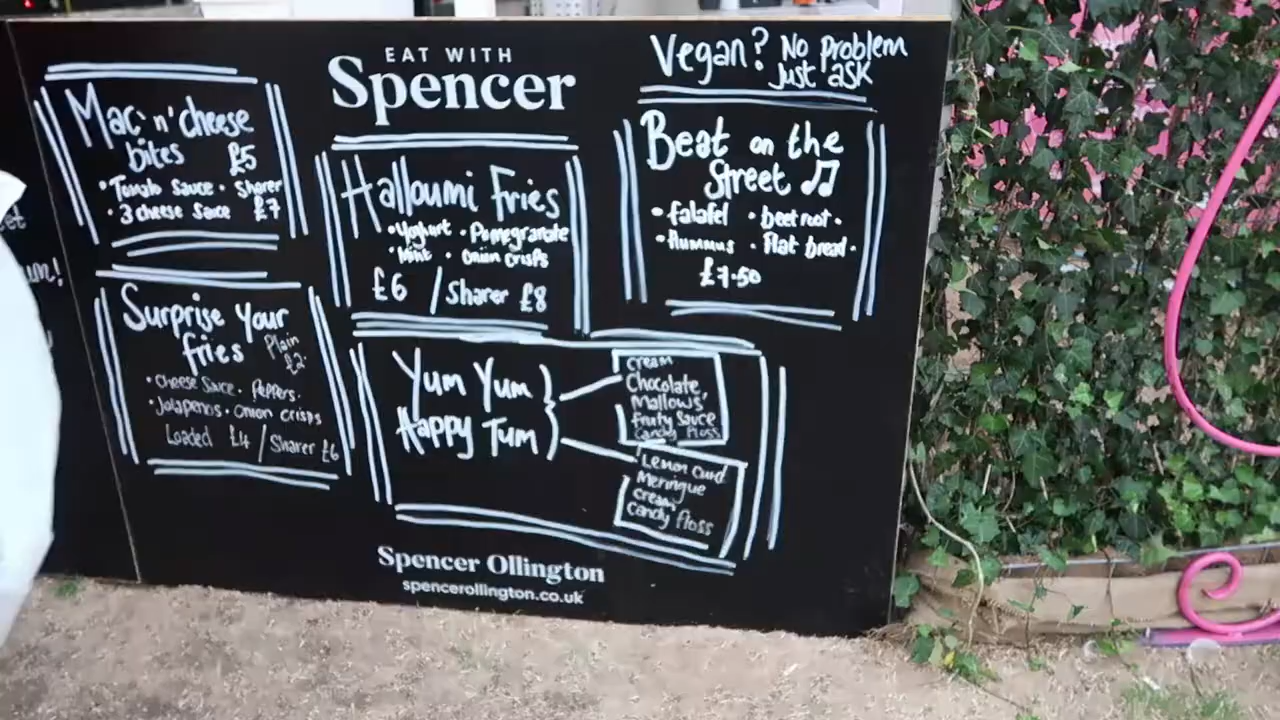 EAT WITH
Spencer
Vegan? No problem
Just ask
Mac 'n' cheese
bites £5
• Tomato Sauce • Sharer
• 3 cheese Sauce £7
Halloumi Fries
• Yoghurt • Pomegranate
• Mint • Onion crisps
£6 / Sharer £8
Beat on the
Street
• falafel • beetroot •
• Hummus • Flat bread •
£7.50
Surprise Your
fries Plain
£2
• cheese Sauce • Peppers •
• Jalapenos • Onion crisps
Loaded £4 / Sharer £6
Yum Yum
Happy Tum
Cream
Chocolate
Mallows
fruity Sauce
Candy floss
Lemon Curd
Meringue
cream
Candy floss
Spencer Ollington
spencerollington.co.uk